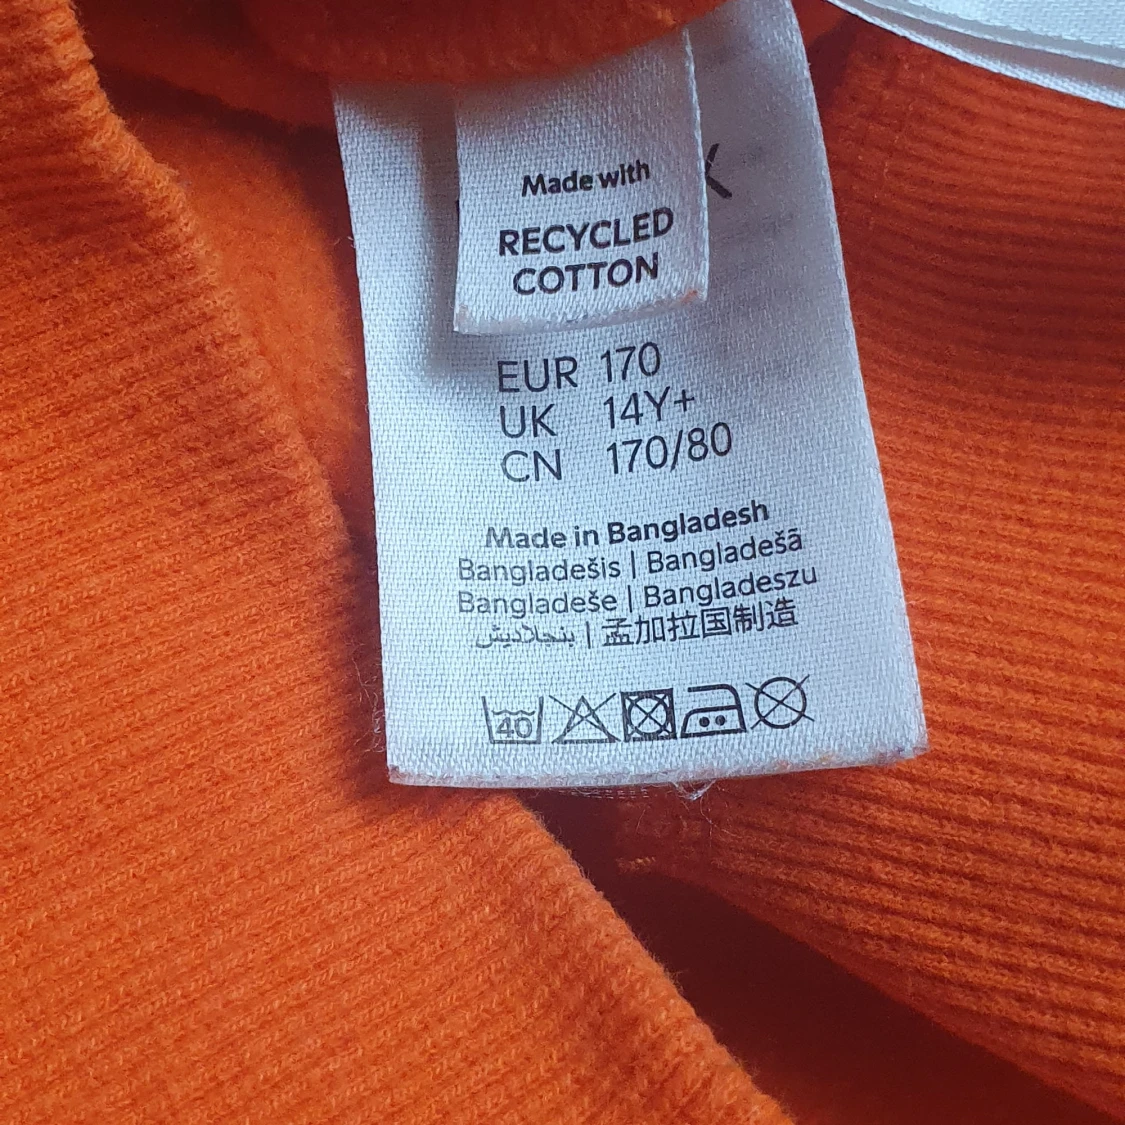 Made with
RECYCLED
COTTON
EUR 170
UK 14Y+
CN 170/80
Made in Bangladesh
Bangladešis | Bangladešā
Bangladeše | Bangladeszu
بنجلاديش | 孟加拉国制造
40